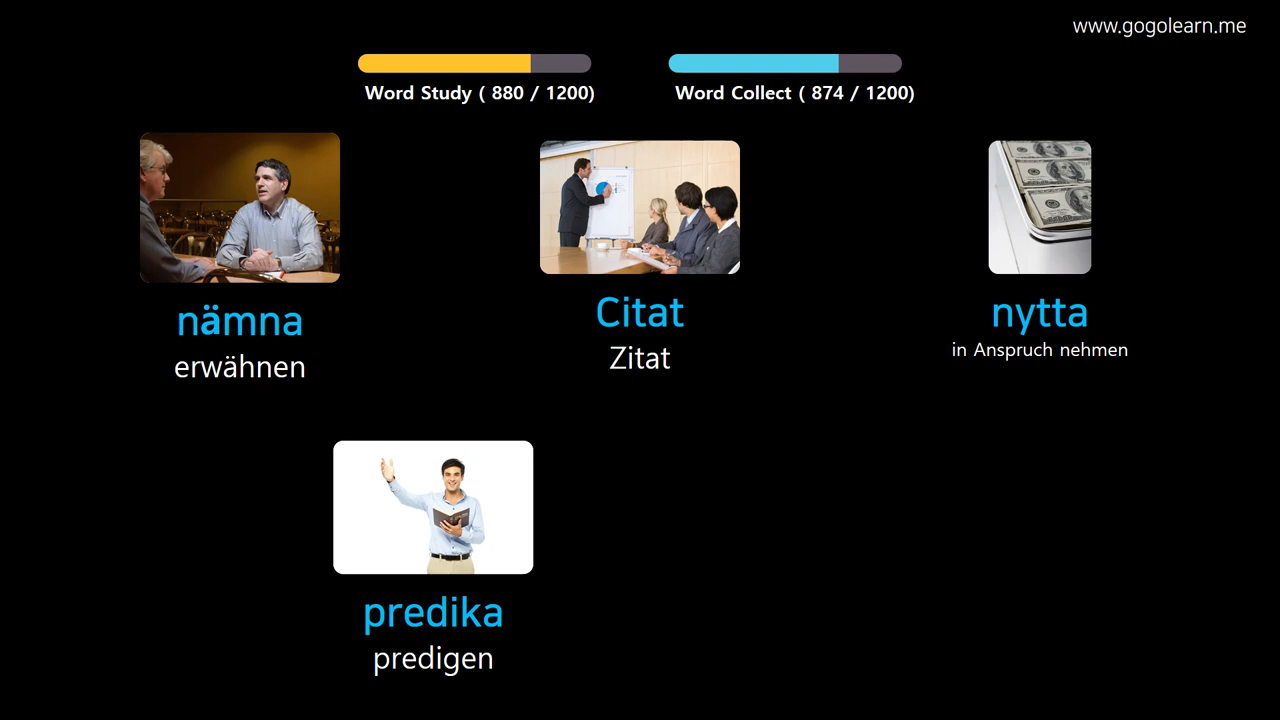 www.gogolearn.me
Word Study ( 880 / 1200)
Word Collect ( 874 / 1200)
nämna
erwähnen
Citat
Zitat
nytta
in Anspruch nehmen
predika
predigen